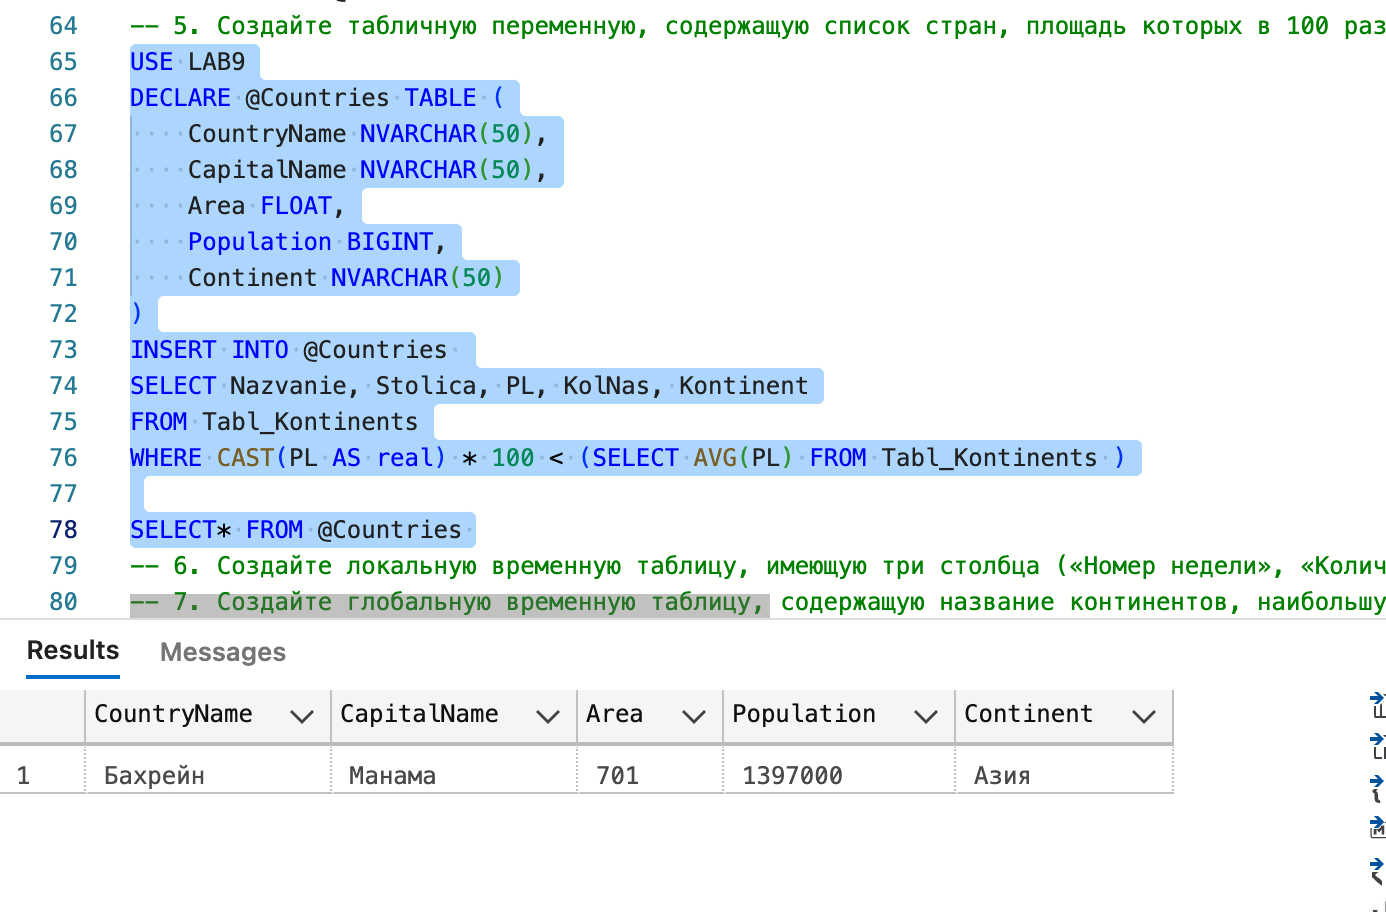 64 -- 5. Создайте табличную переменную, содержащую список стран, площадь которых в 100 раз
65 USE LAB9
66 DECLARE @Countries TABLE (
67 CountryName NVARCHAR(50),
68 CapitalName NVARCHAR(50),
69 Area FLOAT,
70 Population BIGINT,
71 Continent NVARCHAR(50)
72 )
73 INSERT INTO @Countries
74 SELECT Nazvanie, Stolica, PL, KolNas, Kontinent
75 FROM Tabl_Kontinents
76 WHERE CAST(PL AS real) * 100 < (SELECT AVG(PL) FROM Tabl_Kontinents )
77
78 SELECT* FROM @Countries
79 -- 6. Создайте локальную временную таблицу, имеющую три столбца («Номер недели», «Колич
80 -- 7. Создайте глобальную временную таблицу, содержащую название континентов, наибольшу
Results Messages
CountryName CapitalName Area Population Continent
1 Бахрейн Манама 701 1397000 Азия